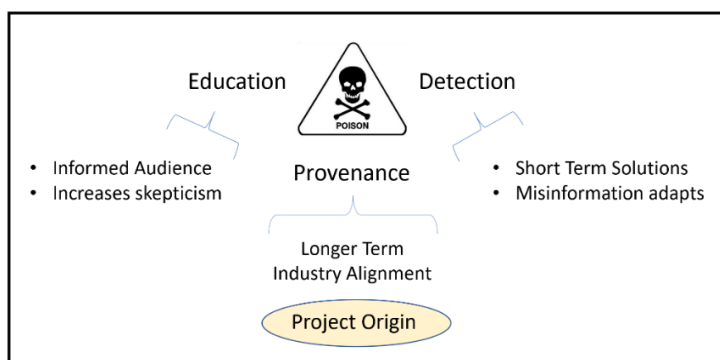 Education
Detection
POISON
• Informed Audience
• Increases skepticism
Provenance
• Short Term Solutions
• Misinformation adapts
Longer Term
Industry Alignment
Project Origin